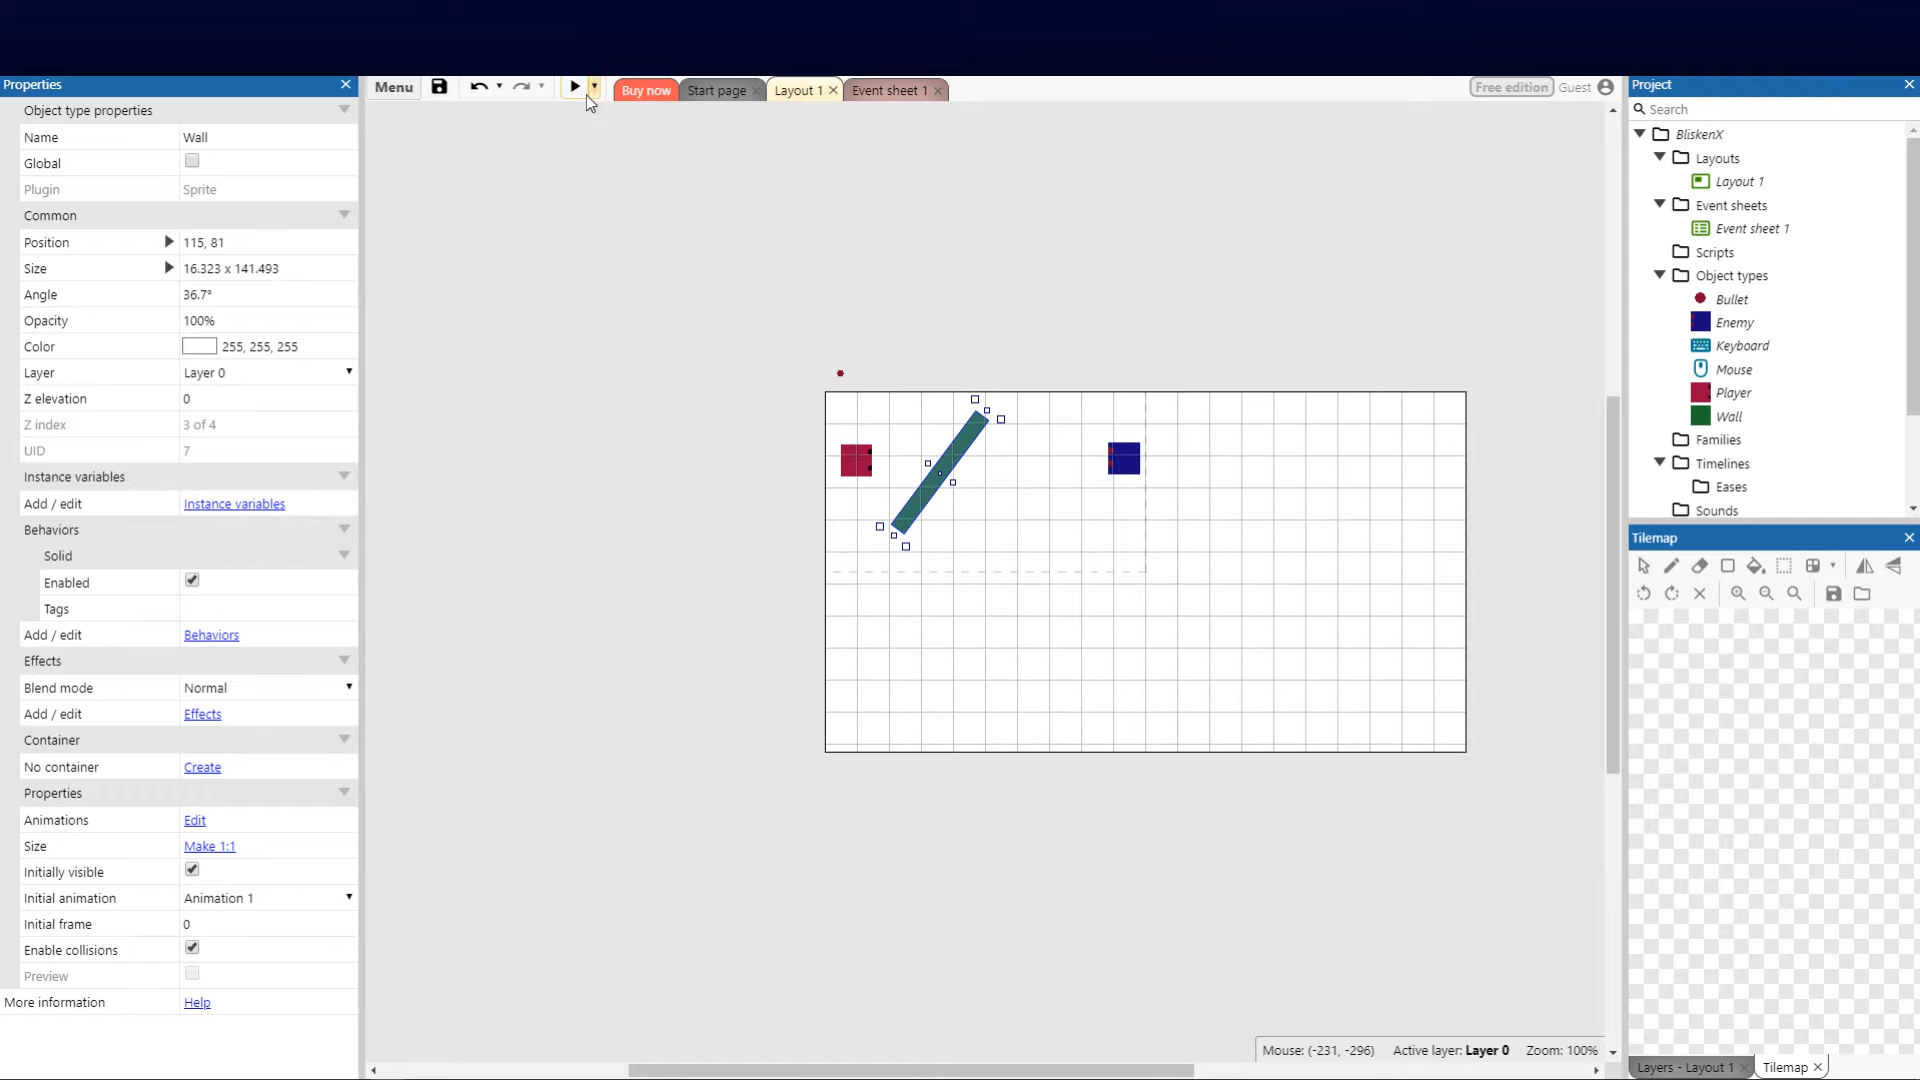 Properties
Object type properties
Name Wall
Global
Plugin Sprite
Common
Position 115, 81
Size 16.323 x 141.493
Angle 36.7°
Opacity 100%
Color 255, 255, 255
Layer Layer 0
Z elevation 0
Z index 3 of 4
UID 7
Instance variables
Add / edit Instance variables
Behaviors
Solid
Enabled
Tags
Add / edit Behaviors
Effects
Blend mode Normal
Add / edit Effects
Container
No container Create
Properties
Animations Edit
Size Make 1:1
Initially visible
Initial animation Animation 1
Initial frame 0
Enable collisions
Preview
More information Help
Menu Buy now Start page Layout 1 Event sheet 1 Free edition Guest
Mouse: (-231, -296) Active layer: Layer 0 Zoom: 100%
Project
Search
BliskenX
Layouts
Layout 1
Event sheets
Event sheet 1
Scripts
Object types
Bullet
Enemy
Keyboard
Mouse
Player
Wall
Families
Timelines
Eases
Sounds
Tilemap
Layers - Layout 1 Tilemap